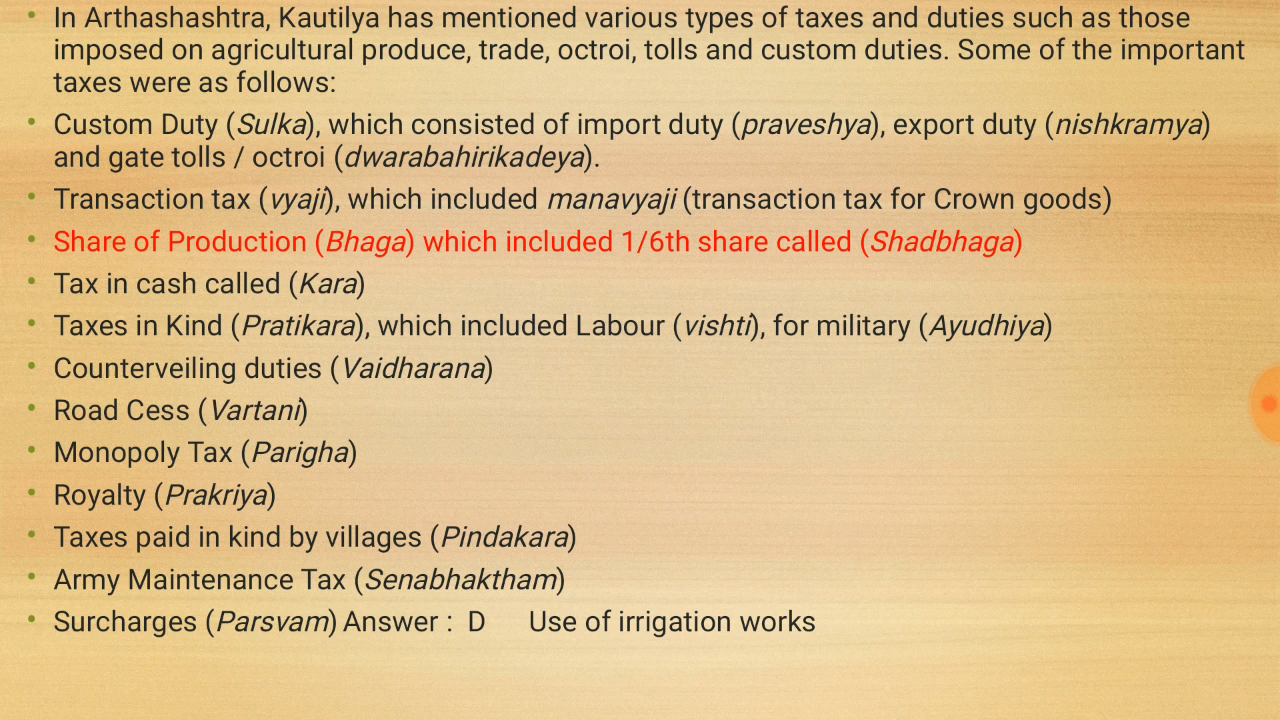 • In Arthashashtra, Kautilya has mentioned various types of taxes and duties such as those
imposed on agricultural produce, trade, octroi, tolls and custom duties. Some of the important
taxes were as follows:
• Custom Duty (Sulka), which consisted of import duty (praveshya), export duty (nishkramya)
and gate tolls / octroi (dwarabahirikadeya).
• Transaction tax (vyaji), which included manavyaji (transaction tax for Crown goods)
• Share of Production (Bhaga) which included 1/6th share called (Shadbhaga)
• Tax in cash called (Kara)
• Taxes in Kind (Pratikara), which included Labour (vishti), for military (Ayudhiya)
• Counterveiling duties (Vaidharana)
• Road Cess (Vartani)
• Monopoly Tax (Parigha)
• Royalty (Prakriya)
• Taxes paid in kind by villages (Pindakara)
• Army Maintenance Tax (Senabhaktham)
• Surcharges (Parsvam) Answer : D Use of irrigation works